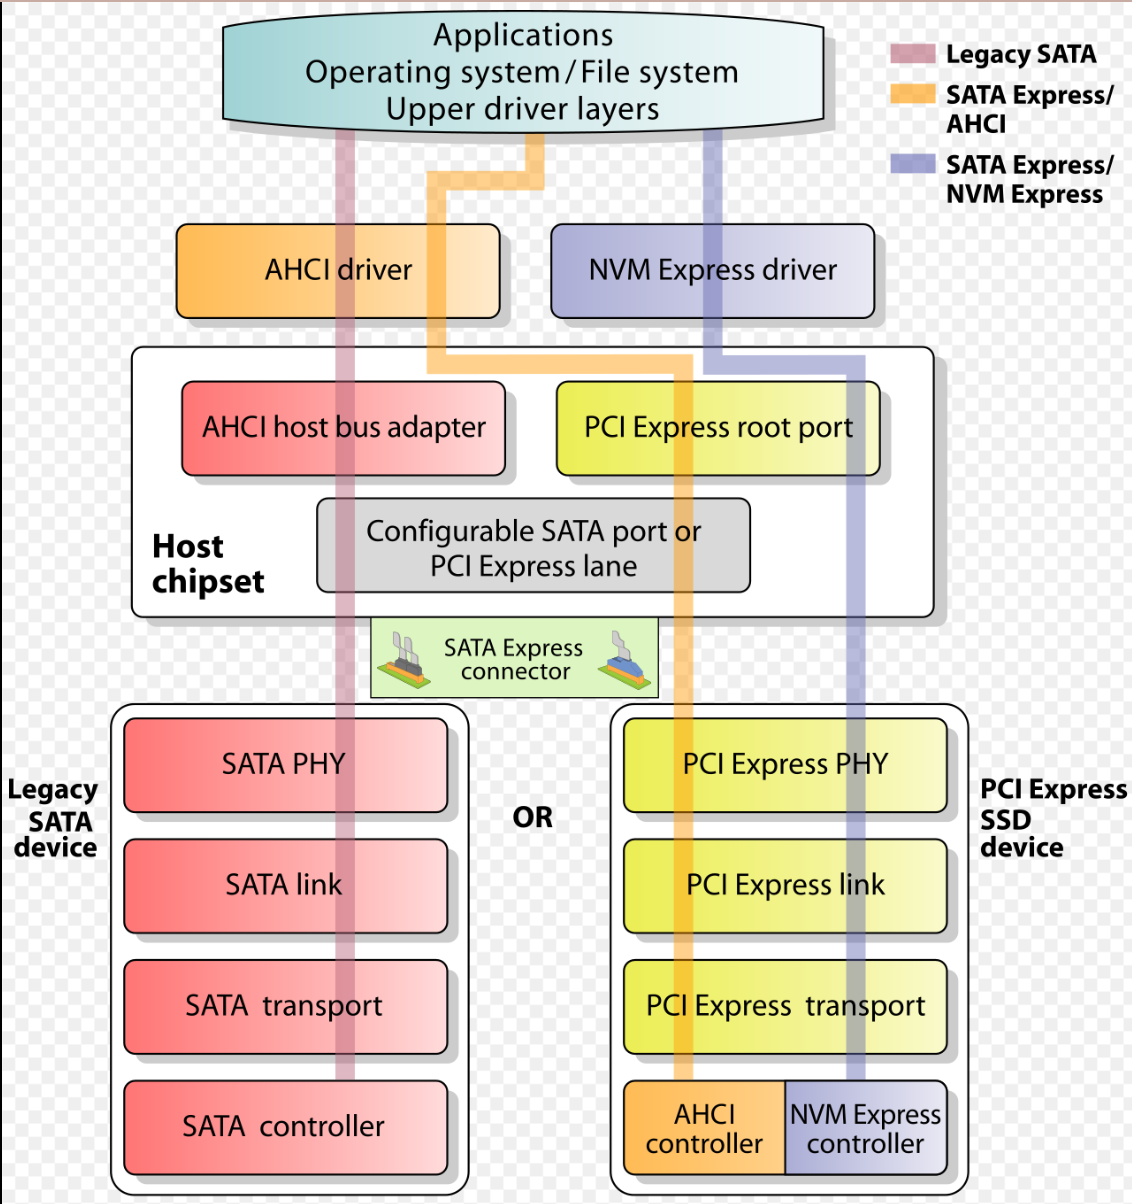 Applications
Operating system/File system
Upper driver layers
Legacy SATA
SATA Express/
AHCI
SATA Express/
NVM Express
AHCI driver
NVM Express driver
AHCI host bus adapter
PCI Express root port
Configurable SATA port or
PCI Express lane
Host
chipset
SATA Express
connector
Legacy
SATA
device
SATA PHY
SATA link
SATA transport
SATA controller
OR
PCI Express PHY
PCI Express link
PCI Express transport
AHCI
controller
NVM Express
controller
PCI Express
SSD
device